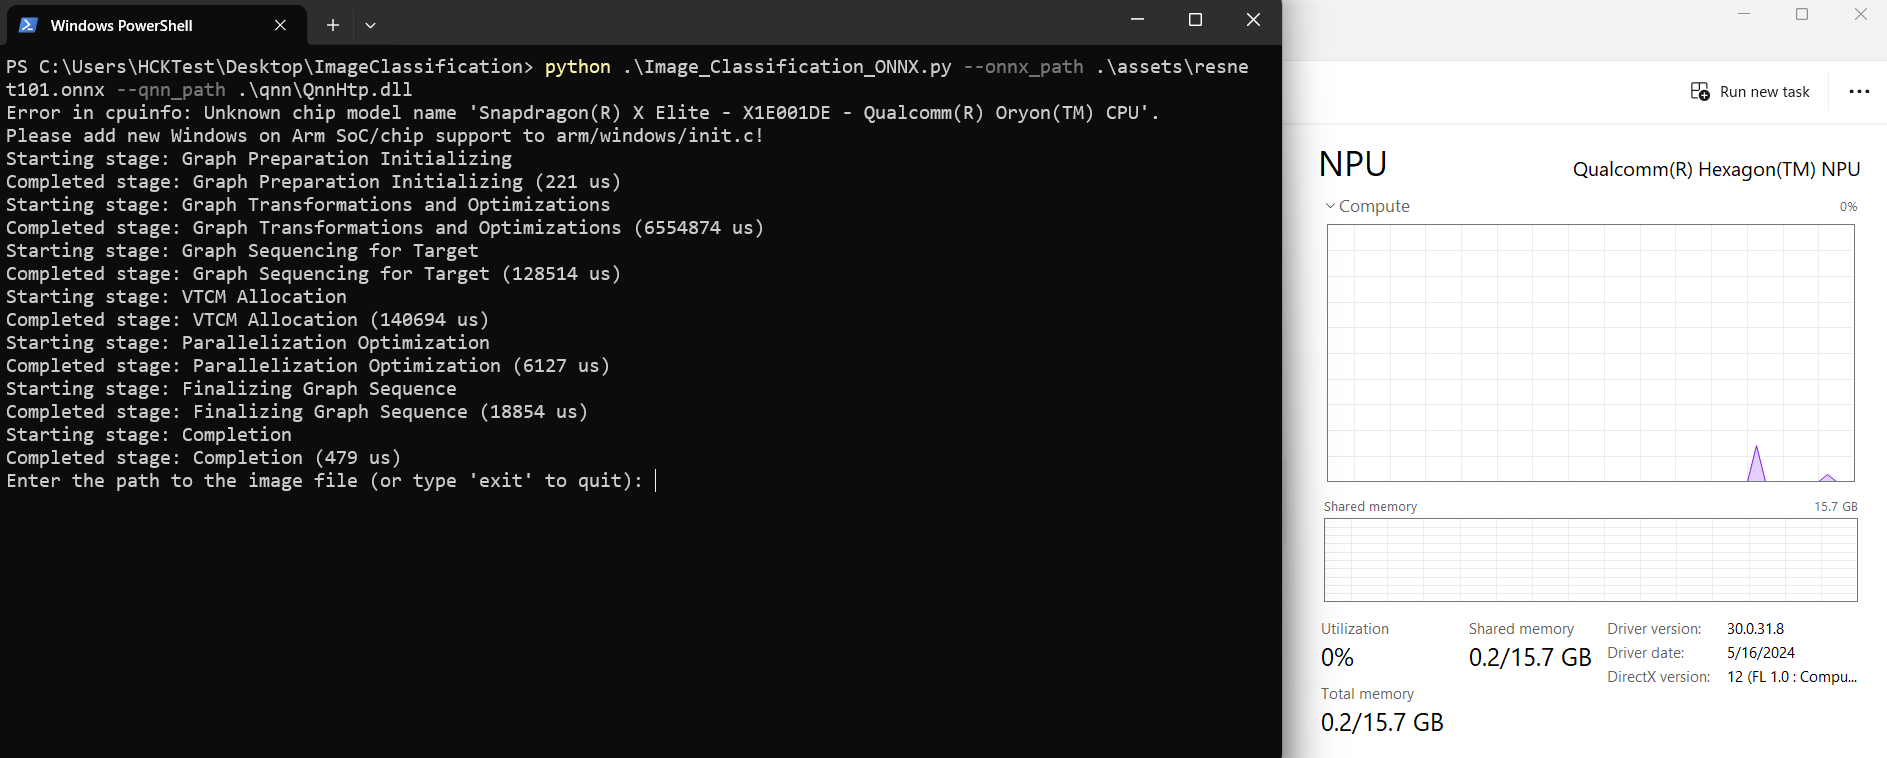 Windows PowerShell
PS C:\Users\HCKTest\Desktop\ImageClassification> python .\Image_Classification_ONNX.py --onnx_path .\assets\resne
t101.onnx --qnn_path .\qnn\QnnHtp.dll
Error in cpuinfo: Unknown chip model name 'Snapdragon(R) X Elite - X1E001DE - Qualcomm(R) Oryon(TM) CPU'.
Please add new Windows on Arm SoC/chip support to arm/windows/init.c!
Starting stage: Graph Preparation Initializing
Completed stage: Graph Preparation Initializing (221 us)
Starting stage: Graph Transformations and Optimizations
Completed stage: Graph Transformations and Optimizations (6554874 us)
Starting stage: Graph Sequencing for Target
Completed stage: Graph Sequencing for Target (128514 us)
Starting stage: VTCM Allocation
Completed stage: VTCM Allocation (140694 us)
Starting stage: Parallelization Optimization
Completed stage: Parallelization Optimization (6127 us)
Starting stage: Finalizing Graph Sequence
Completed stage: Finalizing Graph Sequence (18854 us)
Starting stage: Completion
Completed stage: Completion (479 us)
Enter the path to the image file (or type 'exit' to quit):
Run new task
NPU
Qualcomm(R) Hexagon(TM) NPU
Compute
0%
Shared memory
15.7 GB
Utilization
0%
Shared memory
0.2/15.7 GB
Total memory
0.2/15.7 GB
Driver version: 30.0.31.8
Driver date: 5/16/2024
DirectX version: 12 (FL 1.0 : Compu...